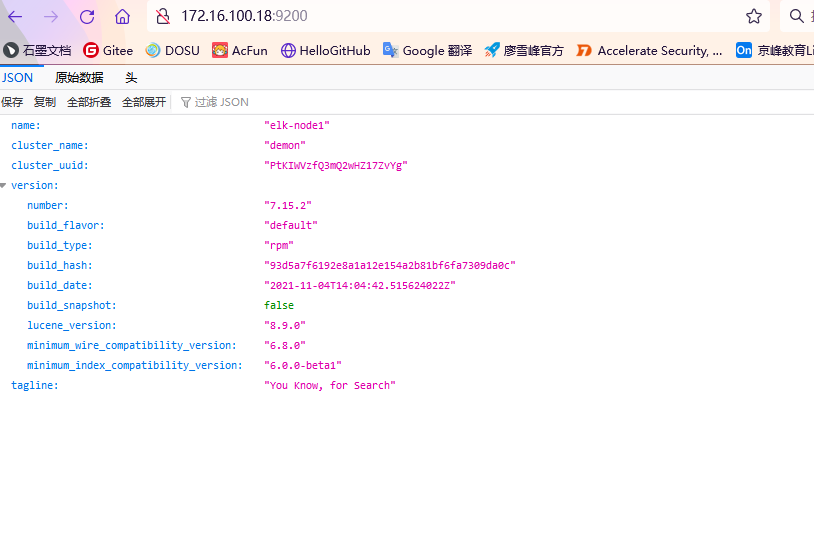 172.16.100.18:9200
石墨文档 Gitee DOSU AcFun HelloGitHub Google 翻译 廖雪峰官方 Accelerate Security, ... On 京峰教育Li
JSON 原始数据 头
保存 复制 全部折叠 全部展开 过滤 JSON
name: "elk-node1"
cluster_name: "demon"
cluster_uuid: "PtKIWVzfQ3mQ2wHZ17ZvYg"
version:
number: "7.15.2"
build_flavor: "default"
build_type: "rpm"
build_hash: "93d5a7f6192e8a1a12e154a2b81bf6fa7309da0c"
build_date: "2021-11-04T14:04:42.515624022Z"
build_snapshot: false
lucene_version: "8.9.0"
minimum_wire_compatibility_version: "6.8.0"
minimum_index_compatibility_version: "6.0.0-beta1"
tagline: "You Know, for Search"